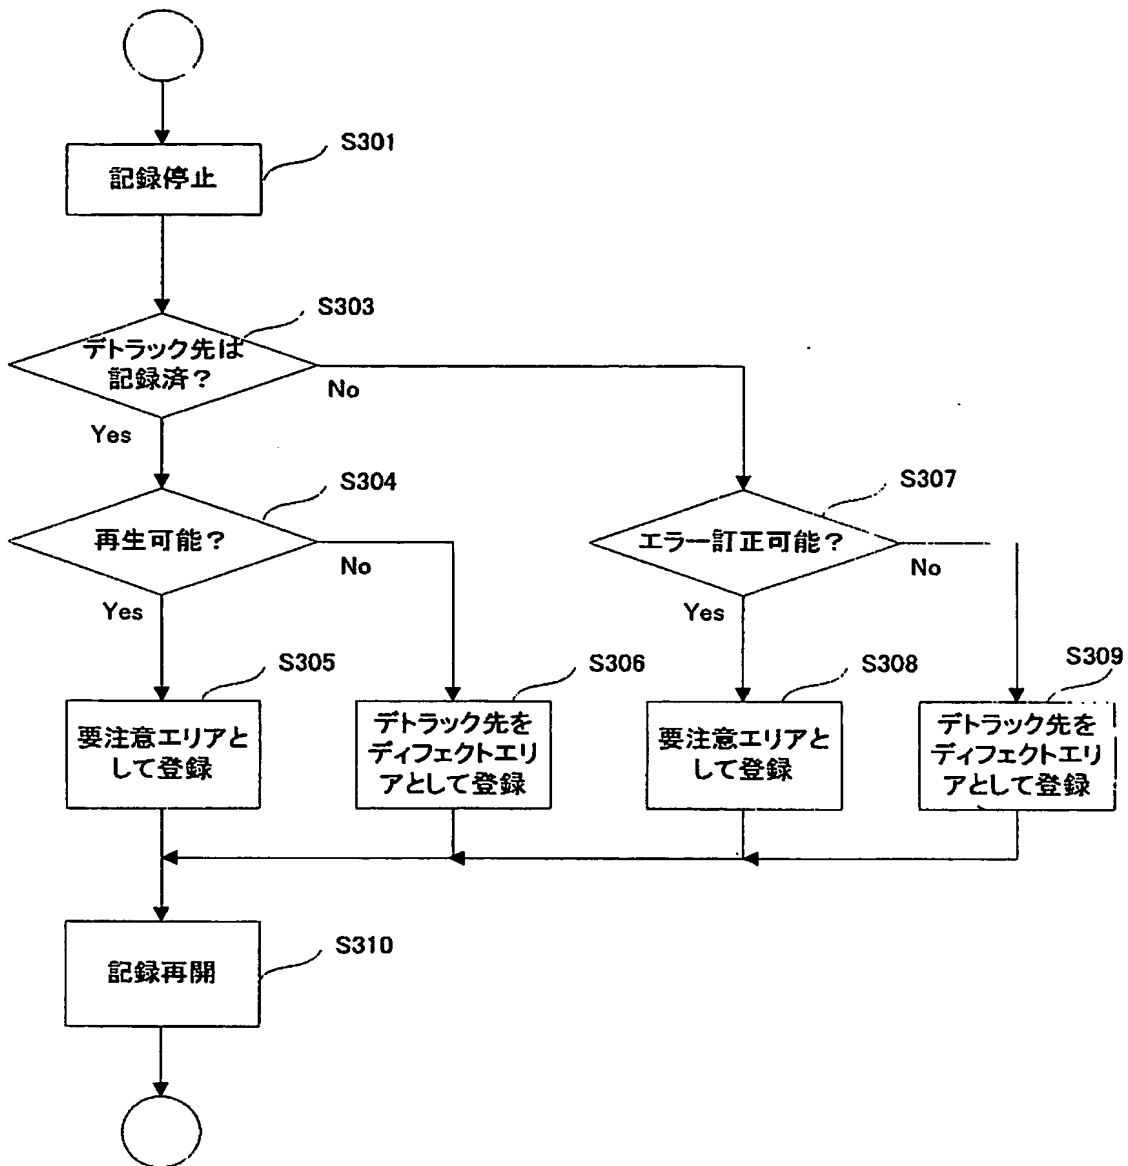 S301
記録停止
S303
デトラック先は
記録済？
No
Yes
S304
再生可能？
No
Yes
S307
エラー訂正可能？
No
Yes
S305
要注意エリアと
して登録
S306
デトラック先を
ディフェクトエリ
アとして登録
S308
要注意エリアと
して登録
S309
デトラック先を
ディフェクトエリ
アとして登録
S310
記録再開